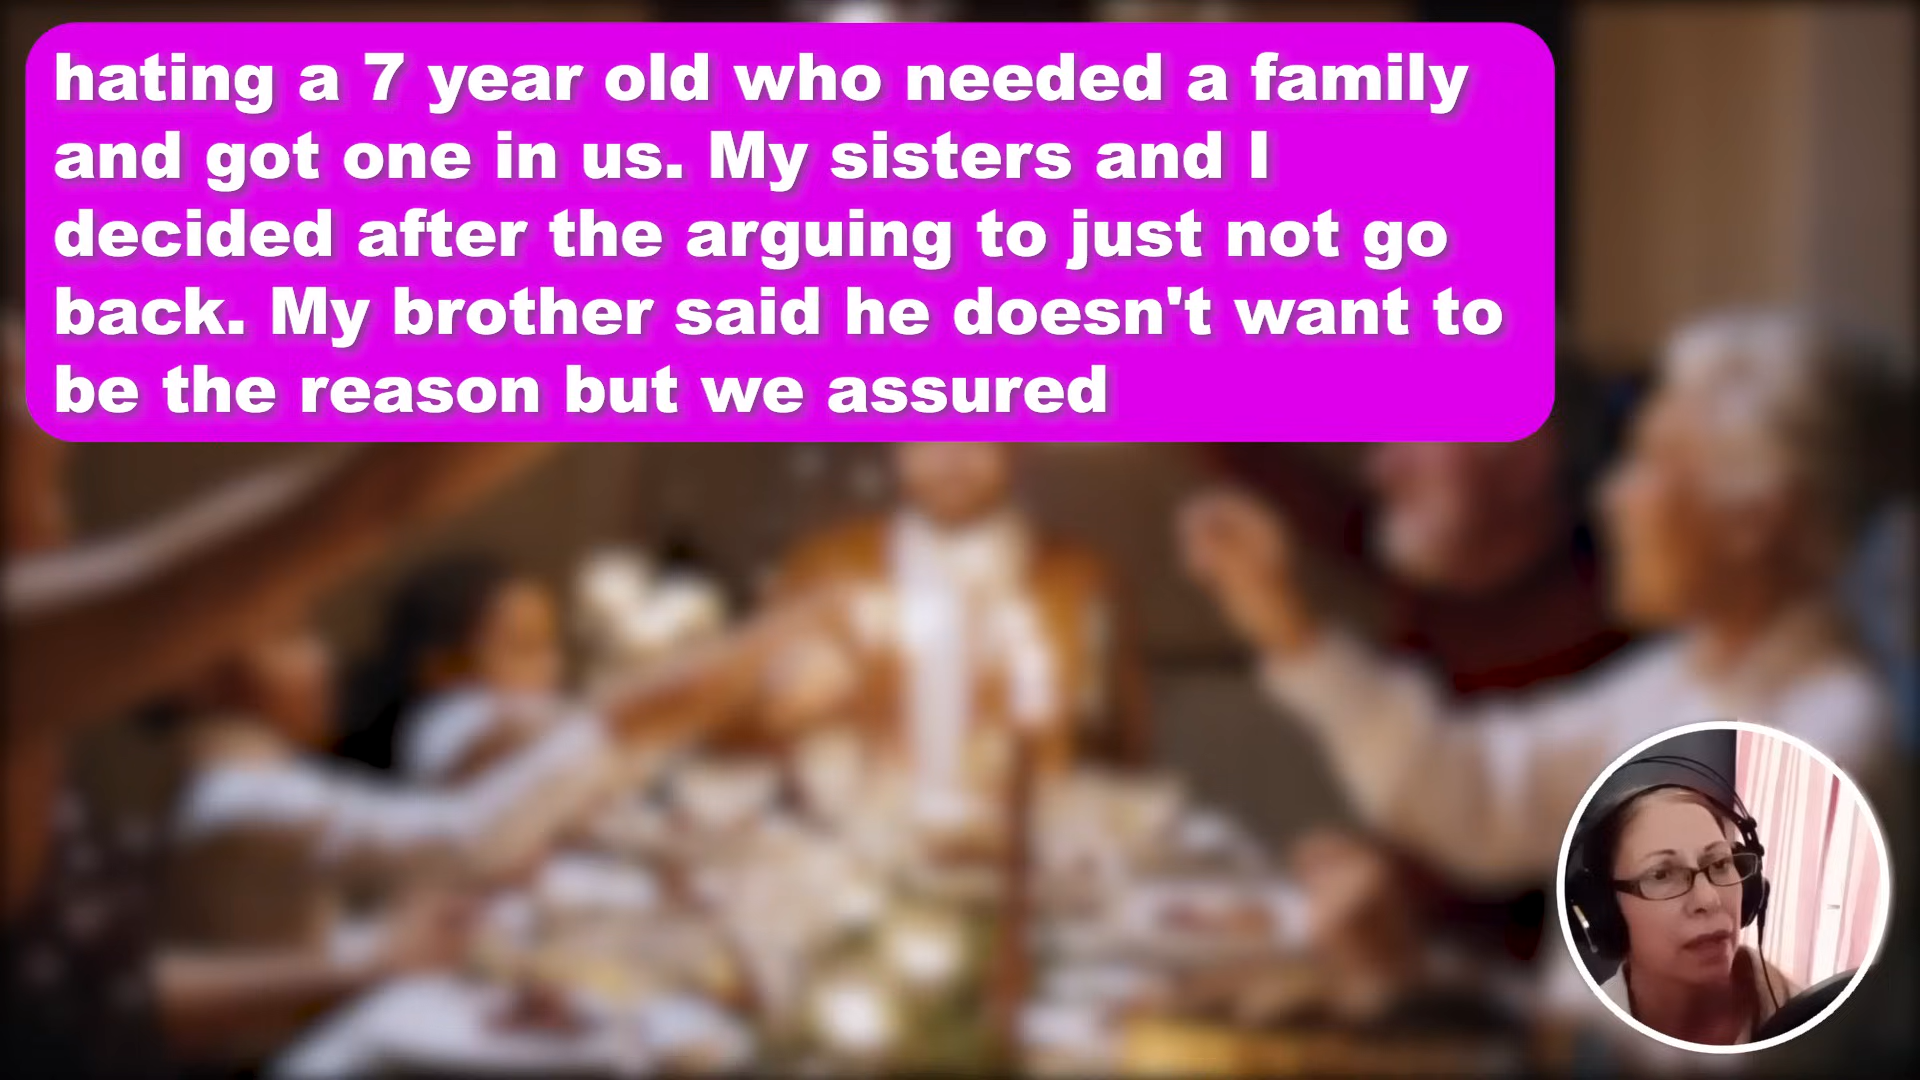 hating a 7 year old who needed a family
and got one in us. My sisters and I
decided after the arguing to just not go
back. My brother said he doesn't want to
be the reason but we assured